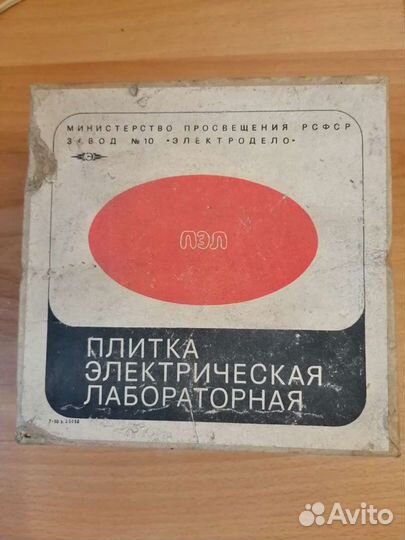 МИНИСТЕРСТВО ПРОСВЕЩЕНИЯ РСФСР
ЗАВОД №10 «ЭЛЕКТРОДЕЛО»
ПЭЛ
ПЛИТКА
ЭЛЕКТРИЧЕСКАЯ
ЛАБОРАТОРНАЯ
Avito